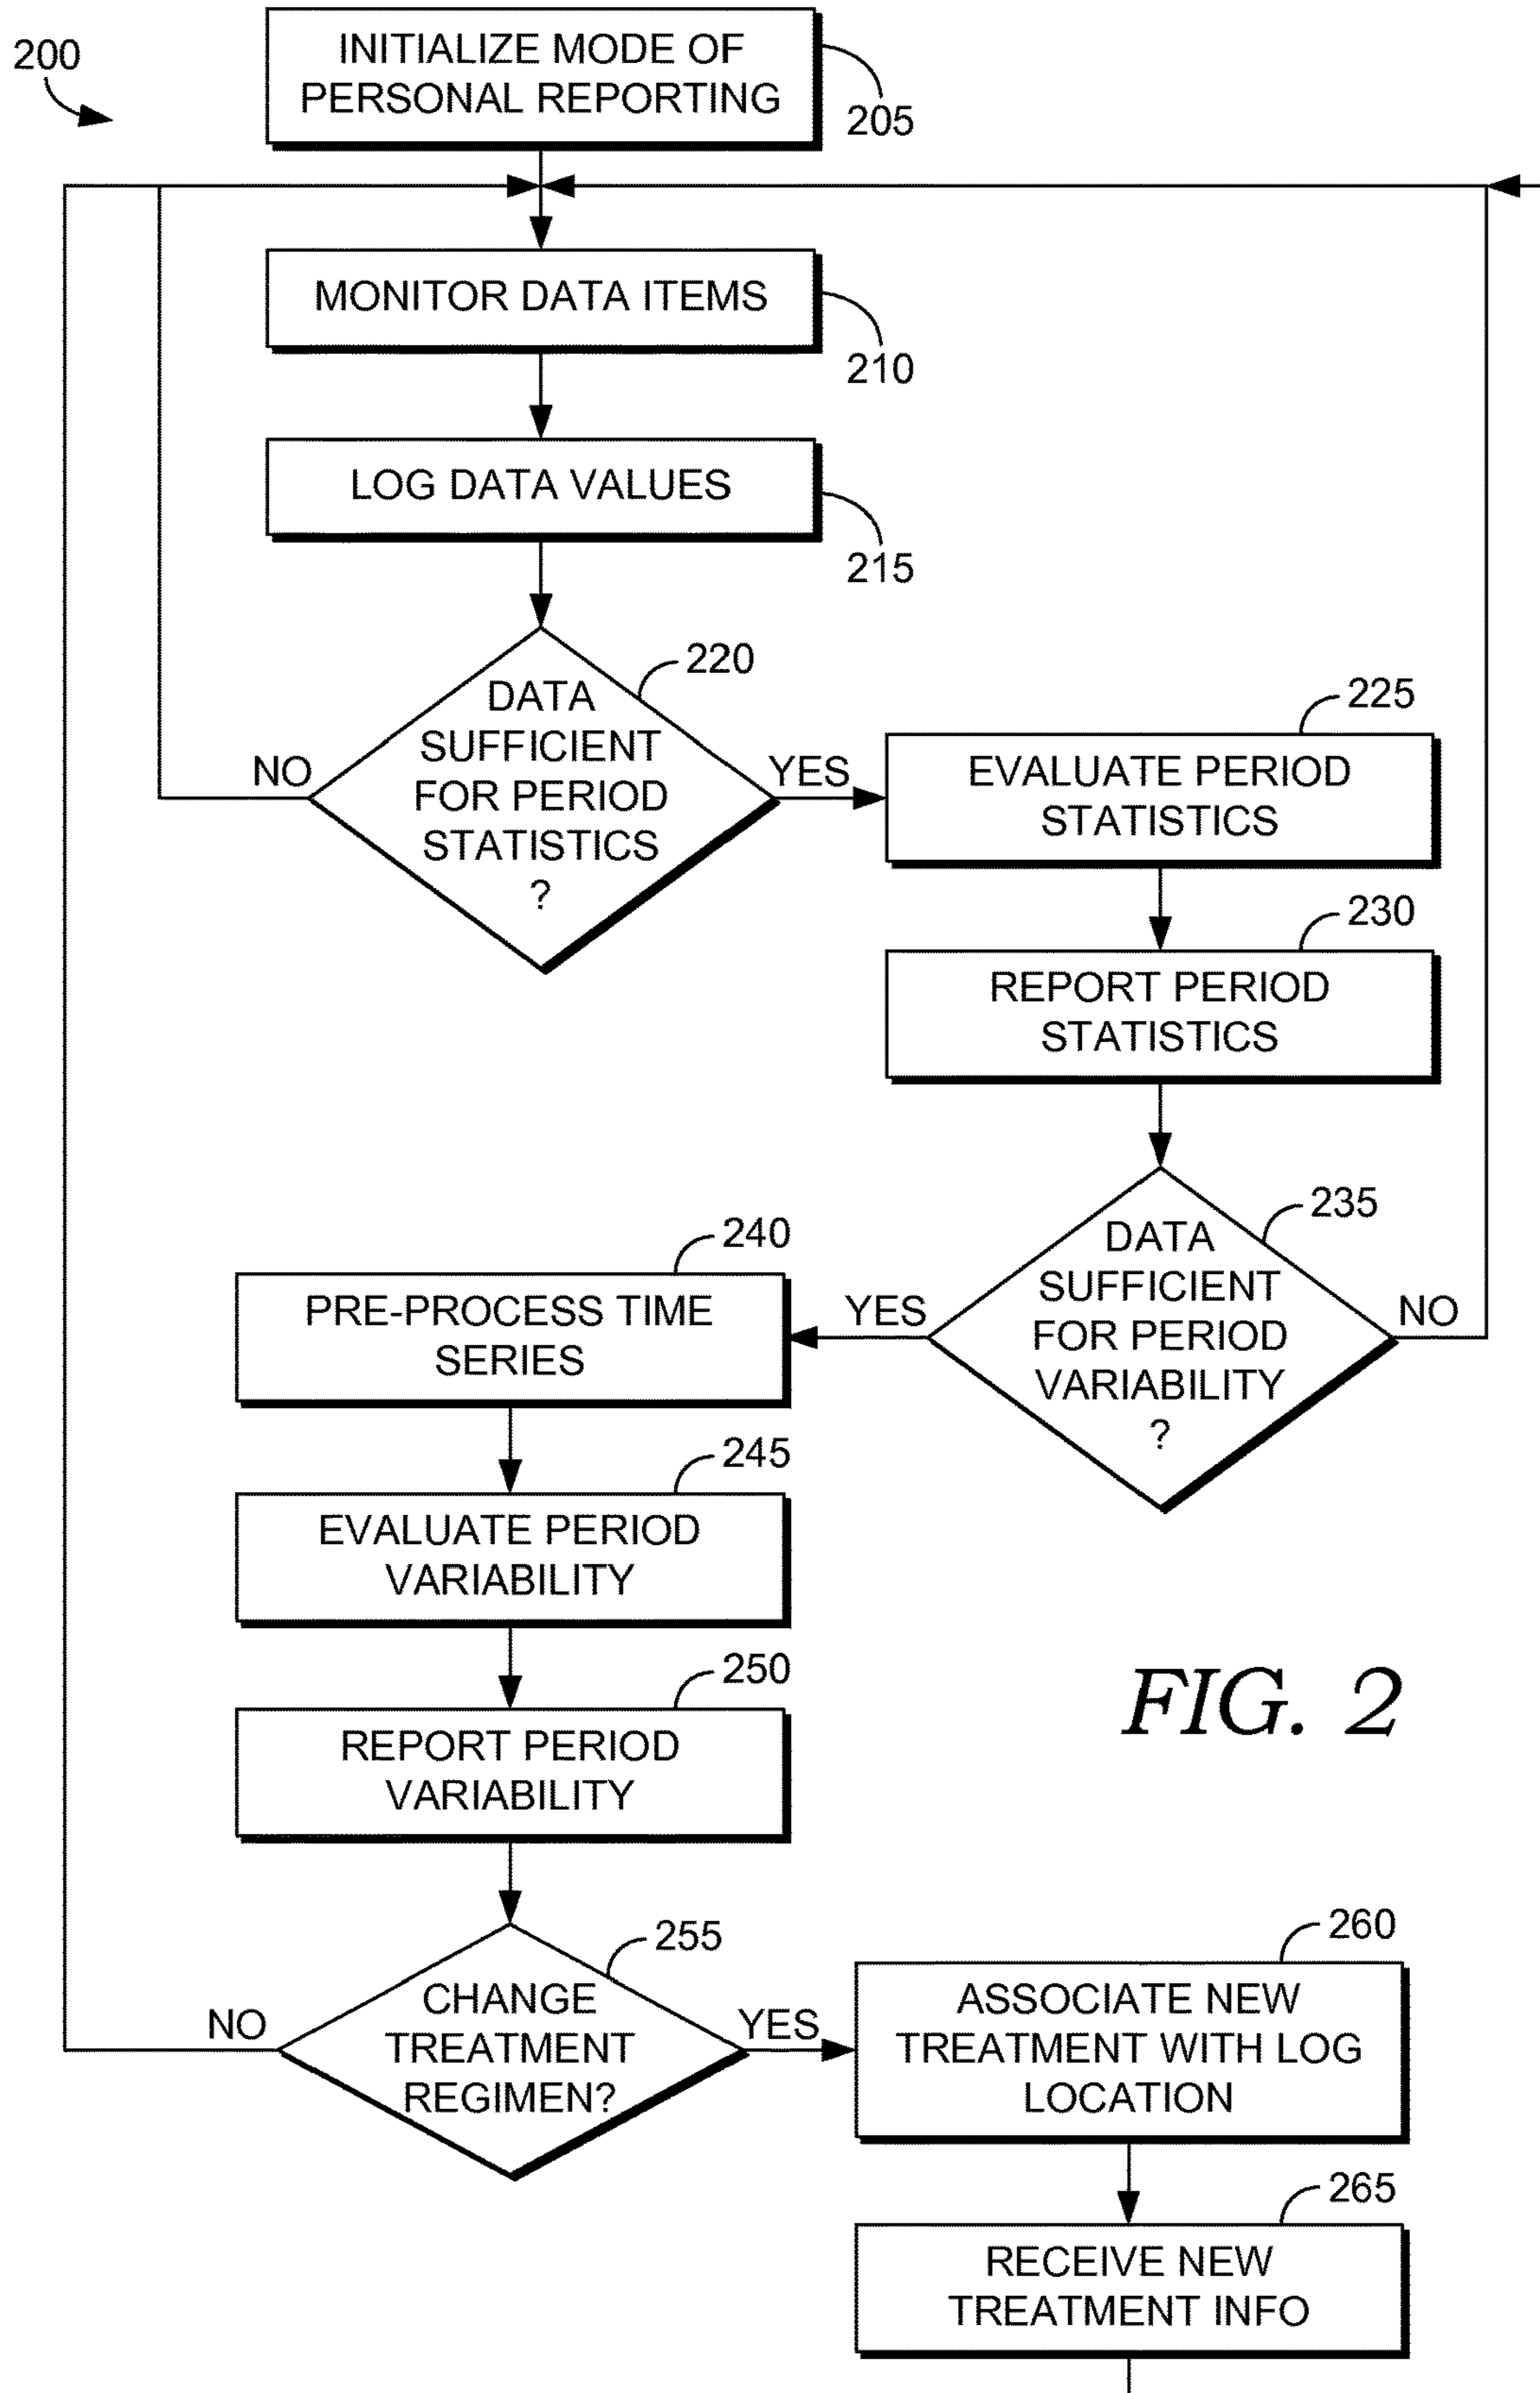 200
INITIALIZE MODE OF
PERSONAL REPORTING
205
MONITOR DATA ITEMS
210
LOG DATA VALUES
215
220
DATA
SUFFICIENT
FOR PERIOD
STATISTICS
?
NO
YES
225
EVALUATE PERIOD
STATISTICS
230
REPORT PERIOD
STATISTICS
235
DATA
SUFFICIENT
FOR PERIOD
VARIABILITY
?
YES
NO
240
PRE-PROCESS TIME
SERIES
245
EVALUATE PERIOD
VARIABILITY
250
REPORT PERIOD
VARIABILITY
FIG. 2
255
CHANGE
TREATMENT
REGIMEN?
NO
YES
260
ASSOCIATE NEW
TREATMENT WITH LOG
LOCATION
265
RECEIVE NEW
TREATMENT INFO